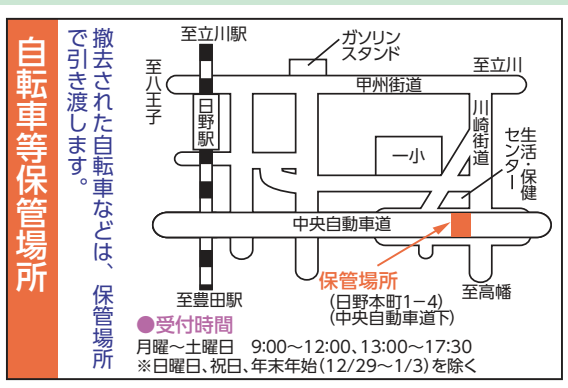 自転車等保管場所
撤去された自転車などは、保管場所
で引き渡します。
至立川駅
ガソリン
スタンド
至八王子
至立川
甲州街道
日野駅
川崎街道
一小
生活・保健
センター
中央自動車道
保管場所
(日野本町1−4)
(中央自動車道下)
至豊田駅
至高幡
●受付時間
月曜〜土曜日 9:00〜12:00、13:00〜17:30
※日曜日、祝日、年末年始(12/29〜1/3)を除く